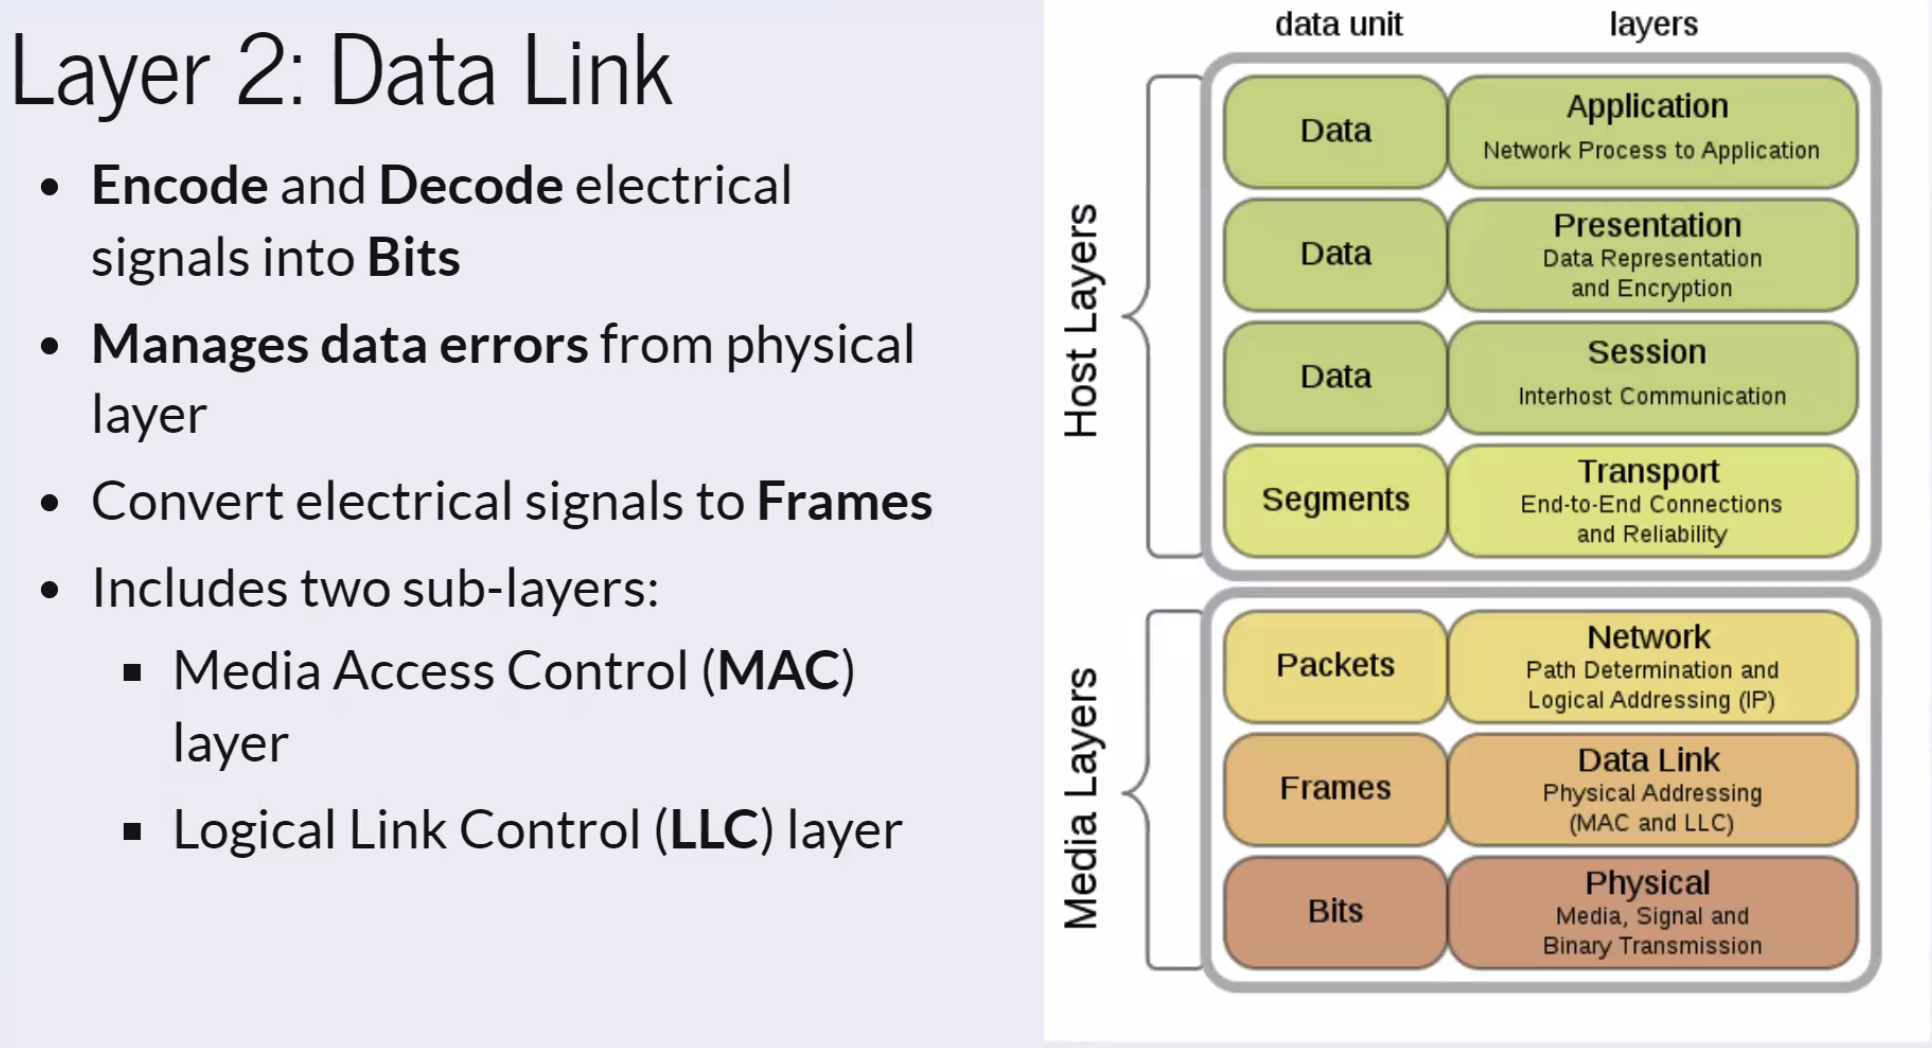 Layer 2: Data Link
• Encode and Decode electrical
signals into Bits
• Manages data errors from physical
layer
• Convert electrical signals to Frames
• Includes two sub-layers:
▪ Media Access Control (MAC)
layer
▪ Logical Link Control (LLC) layer
data unit layers
Host Layers
Data
Application
Network Process to Application
Data
Presentation
Data Representation
and Encryption
Data
Session
Interhost Communication
Segments
Transport
End-to-End Connections
and Reliability
Media Layers
Packets
Network
Path Determination and
Logical Addressing (IP)
Frames
Data Link
Physical Addressing
(MAC and LLC)
Bits
Physical
Media, Signal and
Binary Transmission